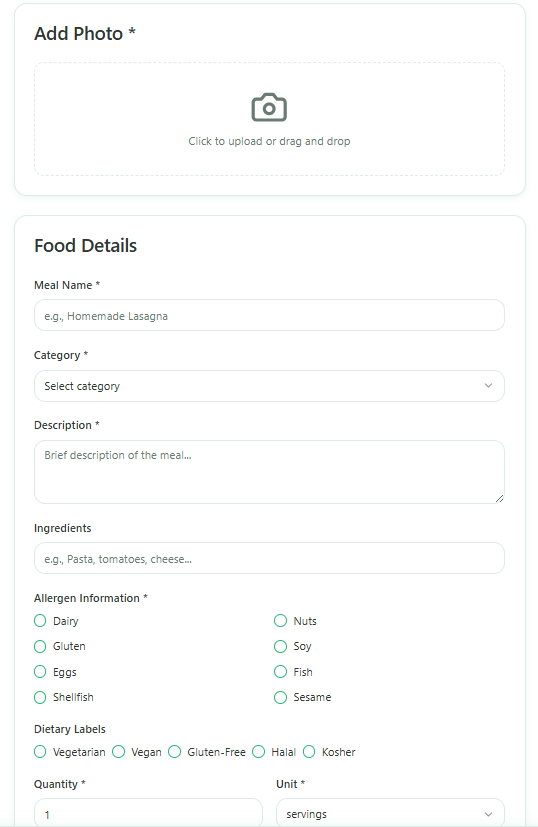 Add Photo *
Click to upload or drag and drop
Food Details
Meal Name *
e.g., Homemade Lasagna
Category *
Select category
Description *
Brief description of the meal...
Ingredients
e.g., Pasta, tomatoes, cheese...
Allergen Information *
Dairy Nuts
Gluten Soy
Eggs Fish
Shellfish Sesame
Dietary Labels
Vegetarian Vegan Gluten-Free Halal Kosher
Quantity * Unit *
1 servings